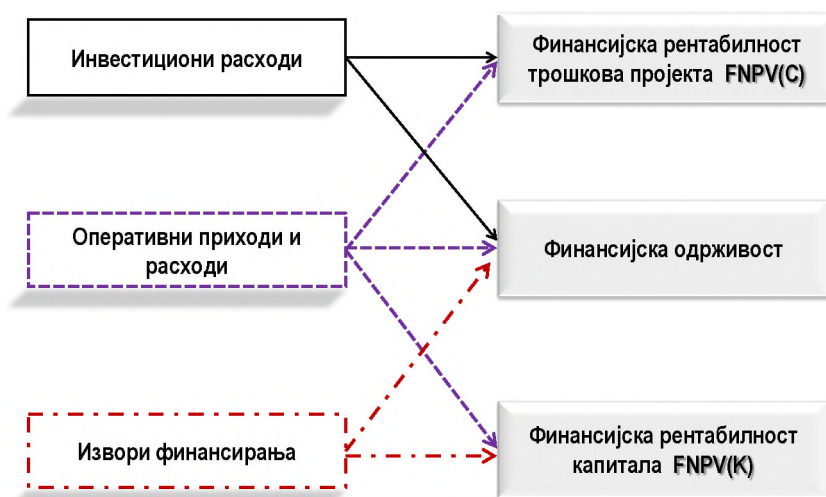 Инвестициони расходи
Финансијска рентабилност
трошкова пројекта FNPV(C)
Оперативни приходи и
расходи
Финансијска одрживост
Извори финансирања
Финансијска рентабилност
капитала FNPV(K)